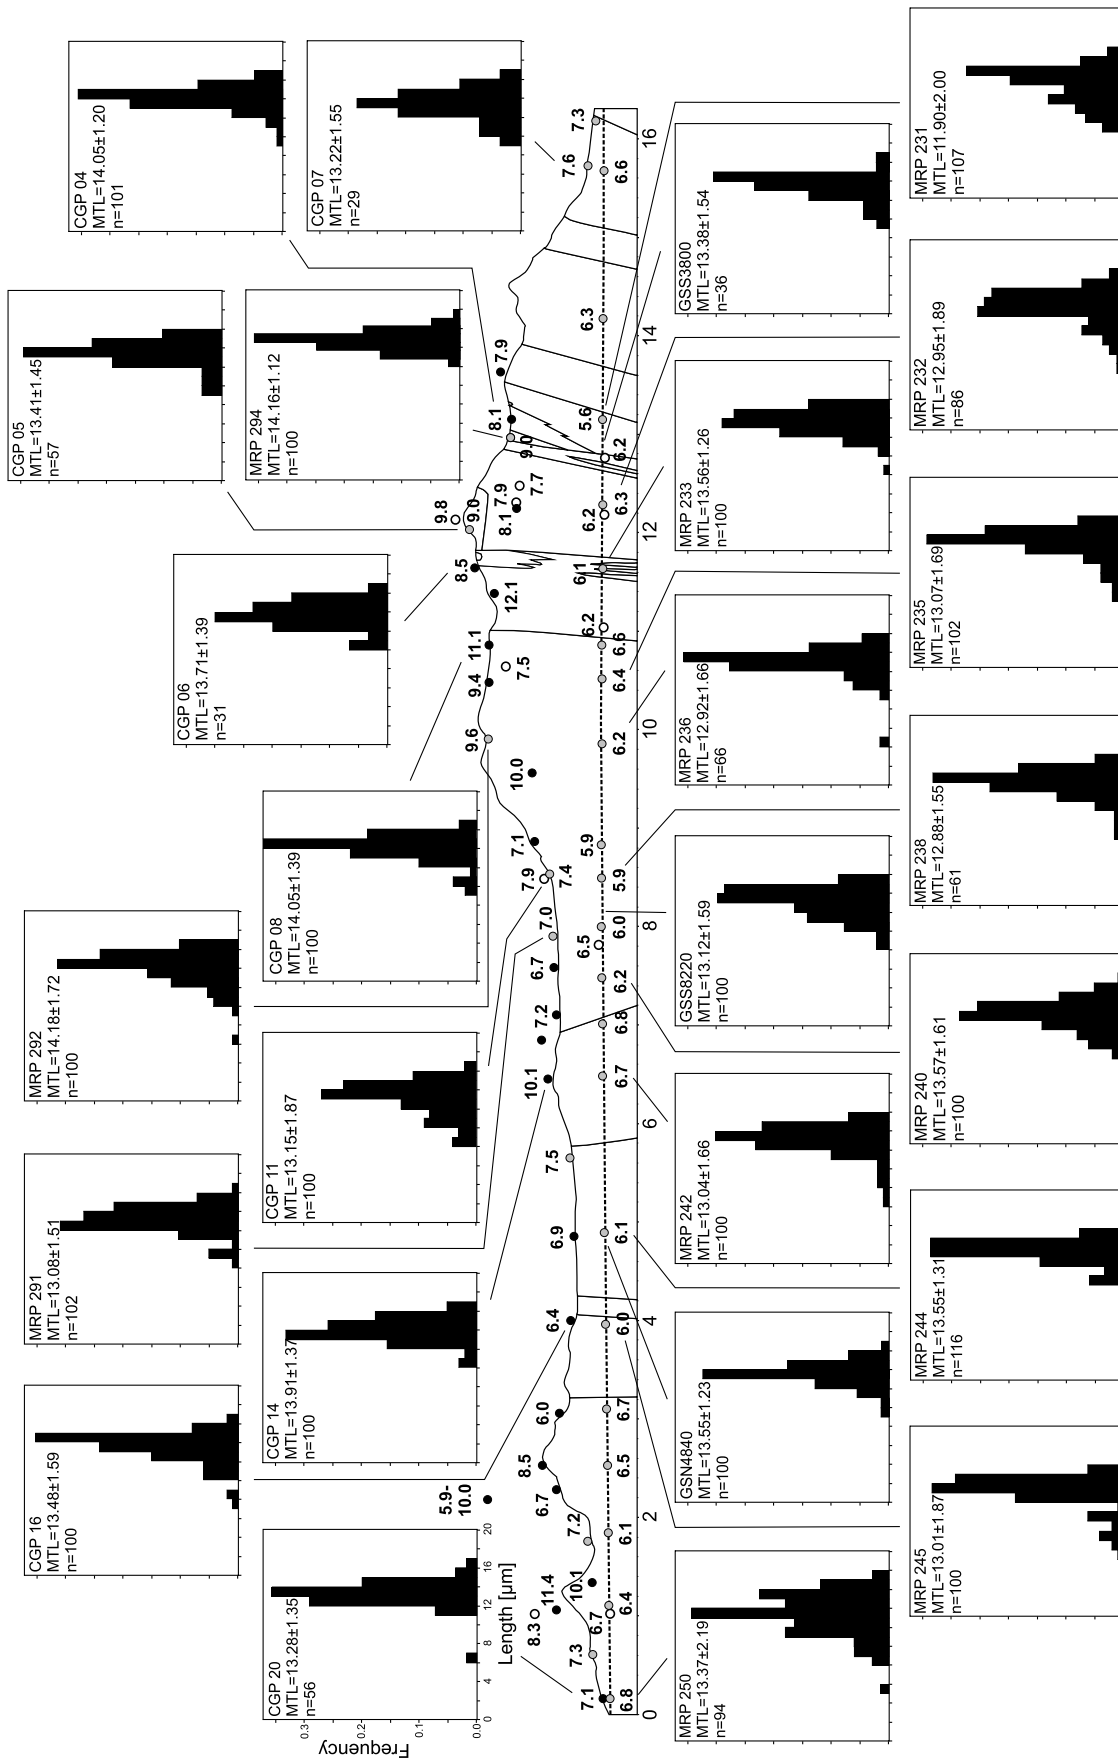 CGP 16
MTL=13.48±1.59
n=100
MRP 291
MTL=13.08±1.51
n=102
MRP 292
MTL=14.18±1.72
n=100
CGP 06
MTL=13.71±1.39
n=31
CGP 05
MTL=13.41±1.45
n=57
CGP 04
MTL=14.05±1.20
n=101
CGP 20
MTL=13.28±1.35
n=56
CGP 14
MTL=13.91±1.37
n=100
CGP 11
MTL=13.15±1.87
n=100
CGP 08
MTL=14.05±1.39
n=100
MRP 294
MTL=14.16±1.12
n=100
CGP 07
MTL=13.22±1.55
n=29
Frequency
0.3
0.2
0.1
0.0
0 4 8 12 16 20
Length [µm]
7.1
7.3
8.3
11.4
10.1
7.2
6.7
5.9-
10.0
8.5
6.0
6.4
6.9
7.5
10.1
7.2
6.7
7.0
7.9
7.4
7.1
10.0
9.6
9.4
7.5
11.1
12.1
8.5
9.0
9.8
8.1
7.9
7.7
9.0
8.1
7.9
7.6
7.3
6.8
6.7
6.4
6.1
6.5
6.7
6.0
6.1
6.7
6.8
6.2
6.5
6.0
5.9
5.9
6.2
6.4
6.6
6.2
6.1
6.2
6.3
6.2
5.6
6.3
6.6
0 2 4 6 8 10 12 14 16
MRP 250
MTL=13.37±2.19
n=94
GSN4840
MTL=13.55±1.23
n=100
MRP 242
MTL=13.04±1.66
n=100
GSS8220
MTL=13.12±1.59
n=100
MRP 236
MTL=12.92±1.66
n=66
MRP 233
MTL=13.56±1.26
n=100
GSS3800
MTL=13.38±1.54
n=36
MRP 245
MTL=13.01±1.87
n=100
MRP 244
MTL=13.55±1.31
n=116
MRP 240
MTL=13.57±1.61
n=100
MRP 238
MTL=12.88±1.55
n=61
MRP 235
MTL=13.07±1.69
n=102
MRP 232
MTL=12.95±1.89
n=86
MRP 231
MTL=11.90±2.00
n=107